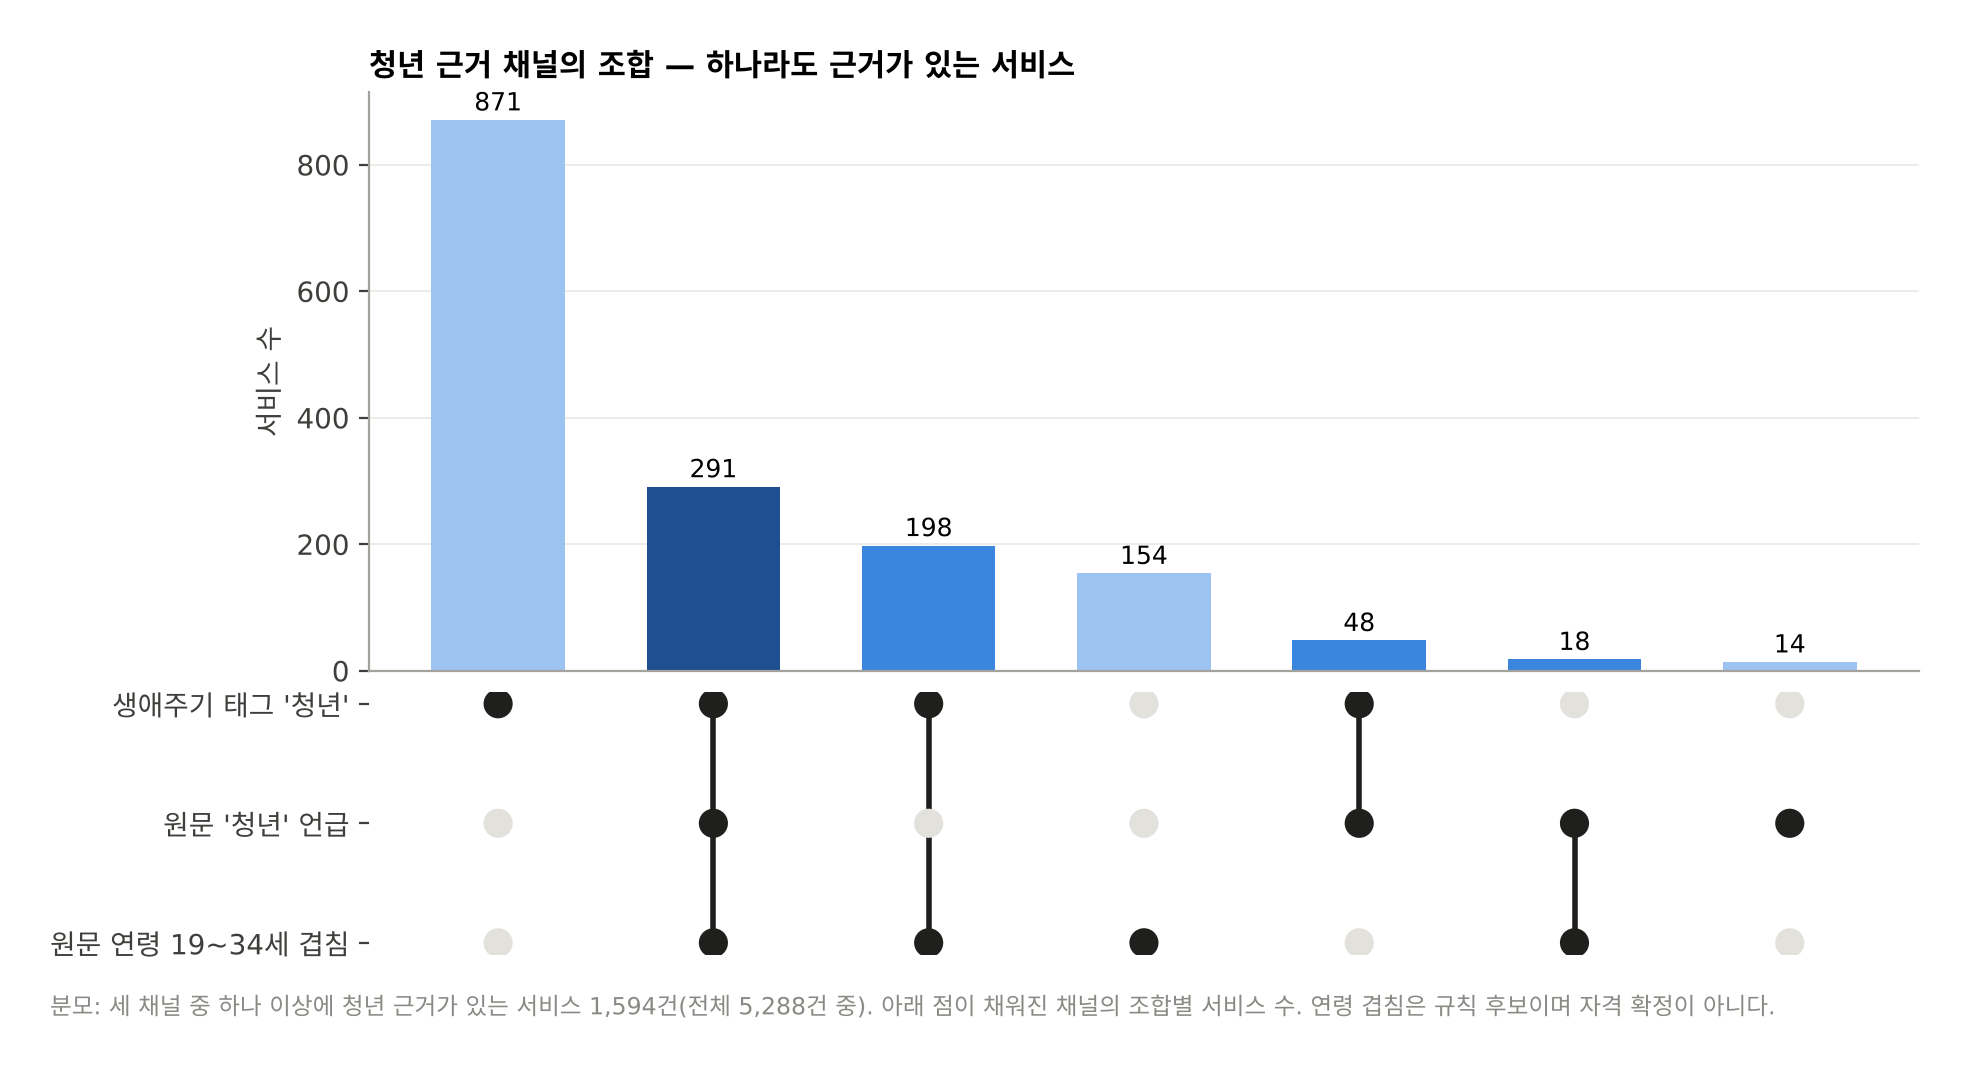 청년 근거 채널의 조합 — 하나라도 근거가 있는 서비스
871
800
600
서비스 수
400
291
198
200
154
48
18
14
0
생애주기 태그 '청년'
원문 '청년' 언급
원문 연령 19~34세 겹침
분모: 세 채널 중 하나 이상에 청년 근거가 있는 서비스 1,594건(전체 5,288건 중). 아래 점이 채워진 채널의 조합별 서비스 수. 연령 겹침은 규칙 후보이며 자격 확정이 아니다.